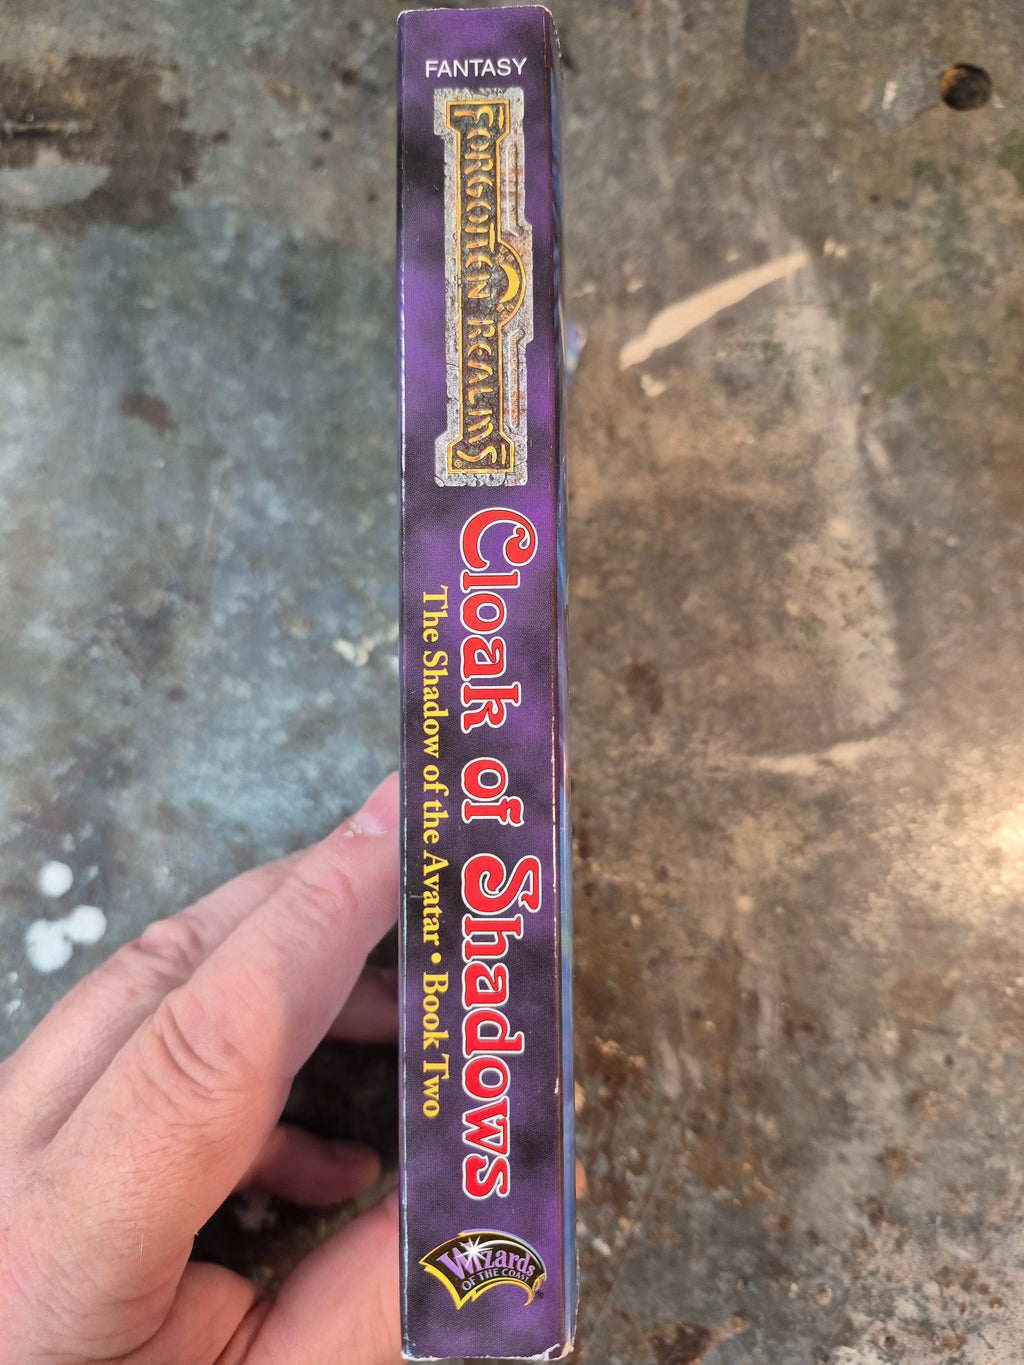 FANTASY
FORGOTTEN REALMS
®
Cloak of Shadows
The Shadow of the Avatar • Book Two
Wizards
OF THE COAST
®